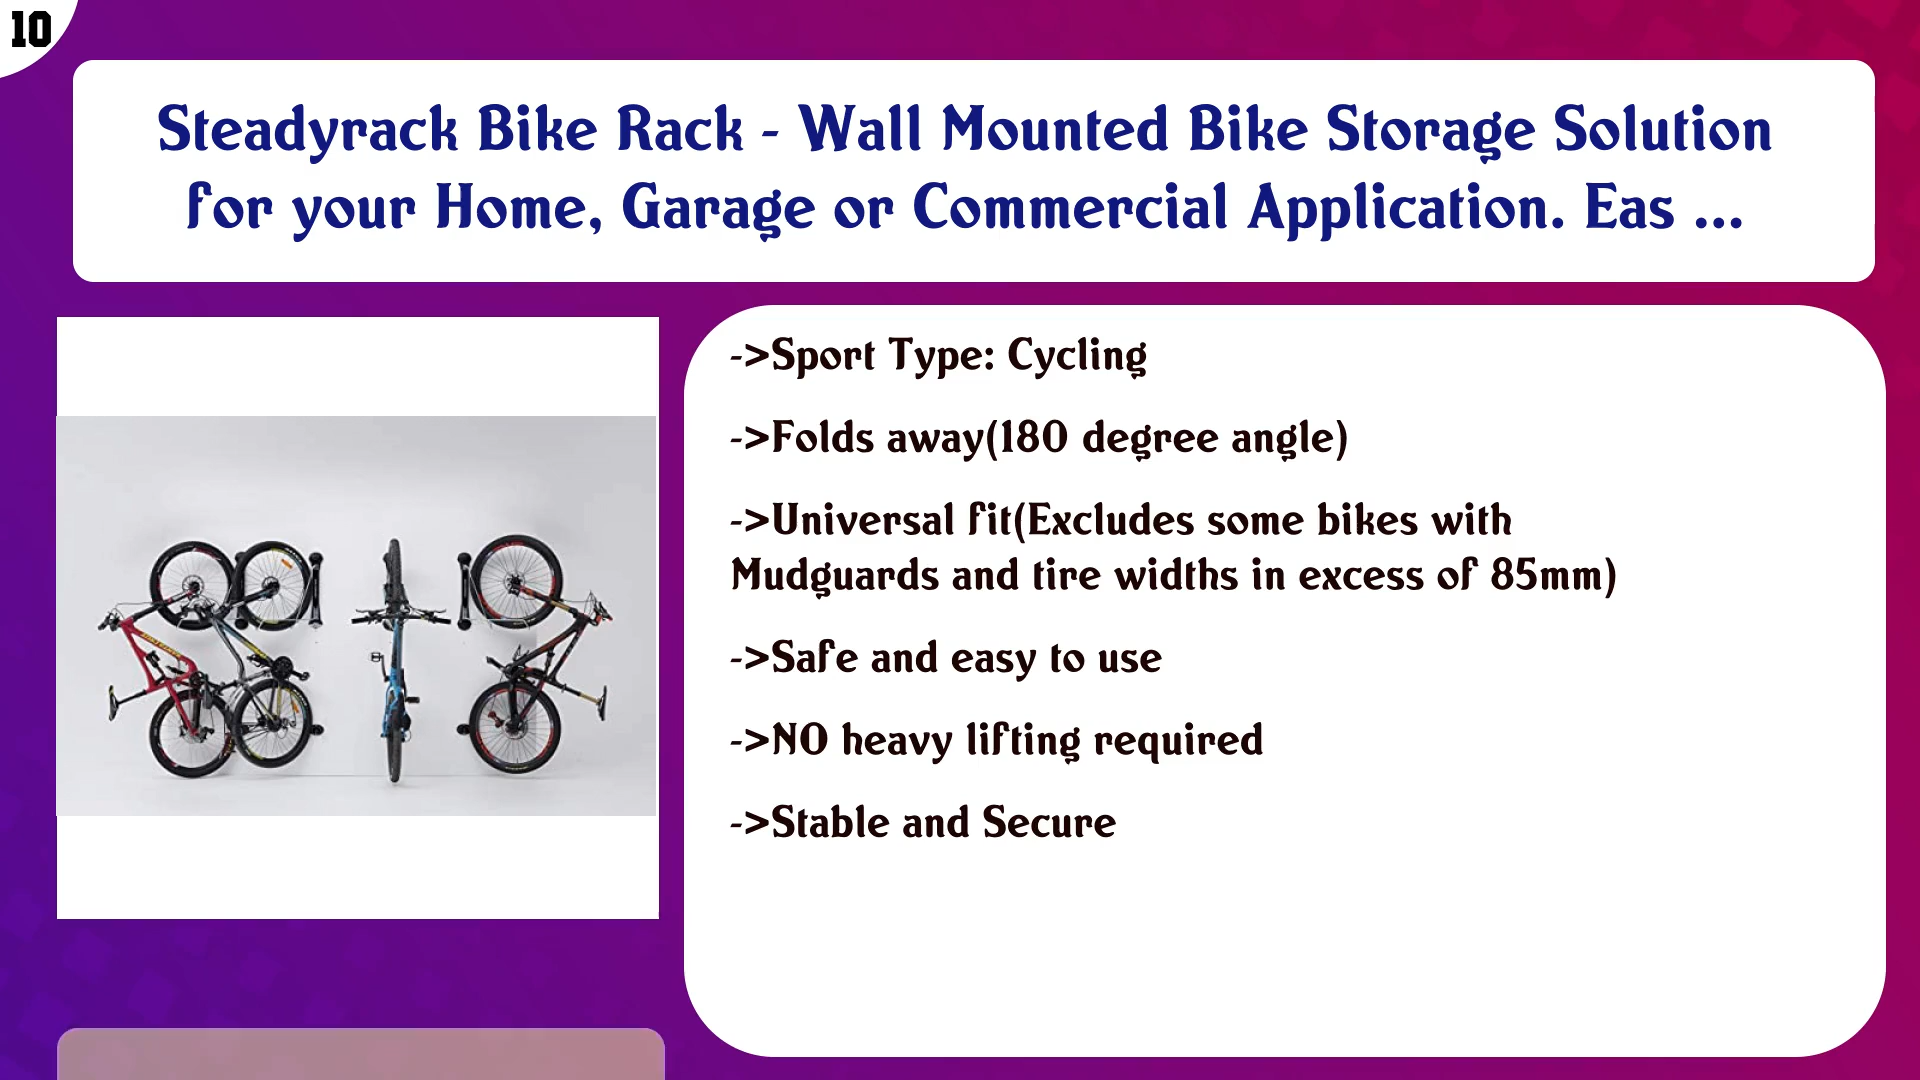 10
Steadyrack Bike Rack - Wall Mounted Bike Storage Solution
for your Home, Garage or Commercial Application. Eas ...
->Sport Type: Cycling
->Folds away(180 degree angle)
->Universal fit(Excludes some bikes with
Mudguards and tire widths in excess of 85mm)
->Safe and easy to use
->NO heavy lifting required
->Stable and Secure